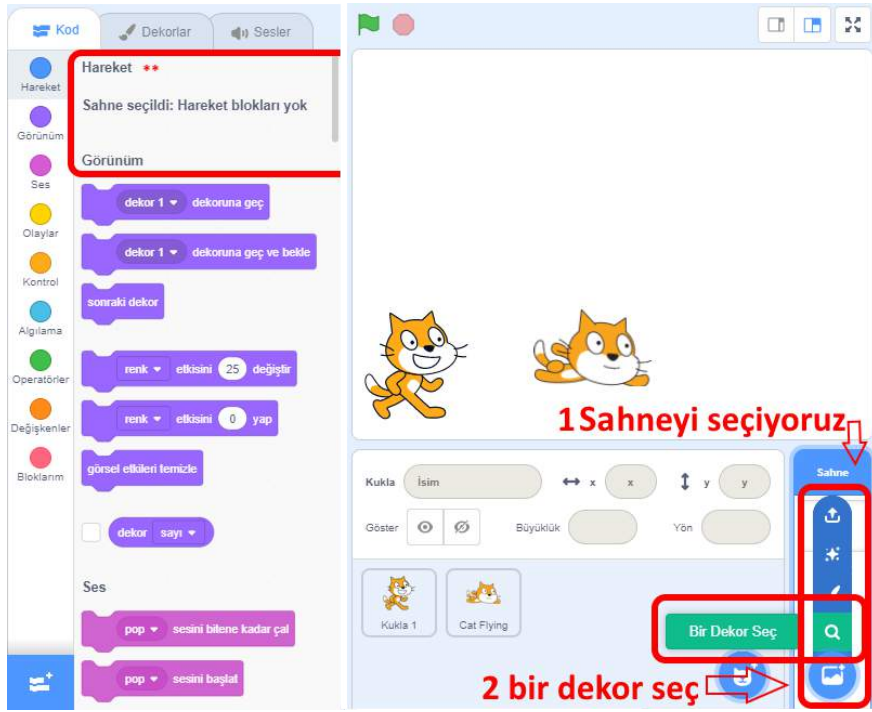 Kod
Dekorlar
Sesler
Hareket
Görünüm
Ses
Olaylar
Kontrol
Algılama
Operatörler
Değişkenler
Bloklarım
Hareket **
Sahne seçildi: Hareket blokları yok
Görünüm
dekor 1 dekoruna geç
dekor 1 dekoruna geç ve bekle
sonraki dekor
renk etkisini 25 değiştir
renk etkisini 0 yap
görsel etkileri temizle
dekor sayı
Ses
pop sesini bitene kadar çal
pop sesini başlat
1 Sahneyi seçiyoruz
Kukla İsim x x y y
Göster Büyüklük Yön
Sahne
Kukla 1
Cat Flying
Bir Dekor Seç
2 bir dekor seç